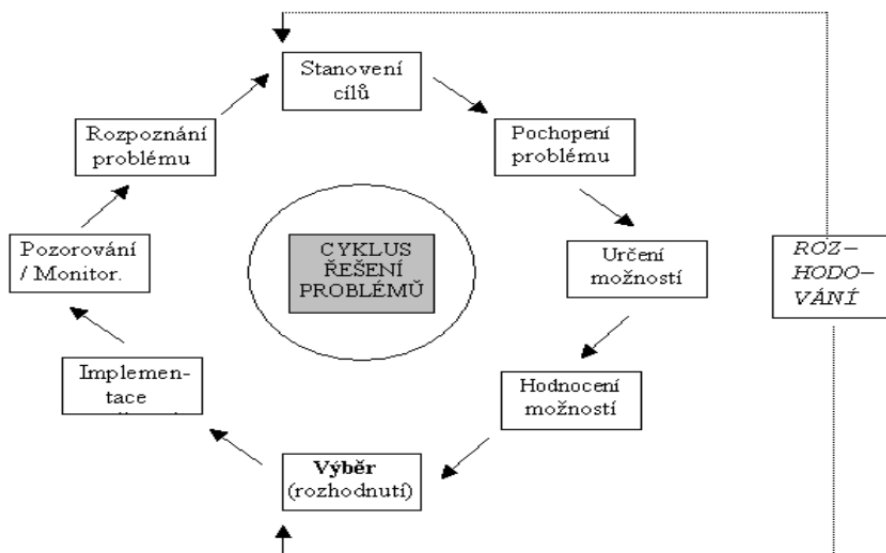 Stanovení
cílů
Pochopení
problému
Určení
možností
Hodnocení
možností
Výběr
(rozhodnutí)
Implemen-
tace
Pozorování
/ Monitor.
Rozpoznání
problému
CYKLUS
ŘEŠENÍ
PROBLÉMŮ
ROZ-
HODO-
VÁNÍ